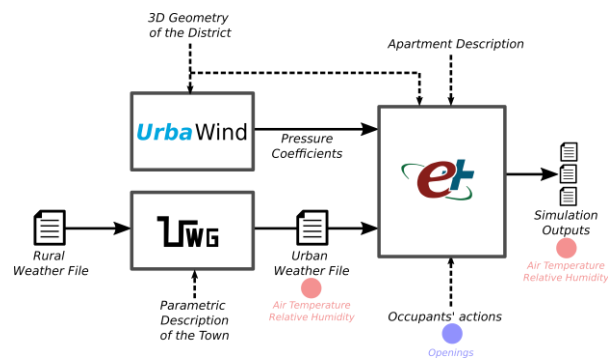 3D Geometry
of the District
Apartment Description
UrbaWind
Pressure
Coefficients
e+
Simulation
Outputs
Air Temperature
Relative Humidity
UWG
Rural
Weather File
Urban
Weather File
Air Temperature
Relative Humidity
Parametric
Description
of the Town
Occupants' actions
Openings